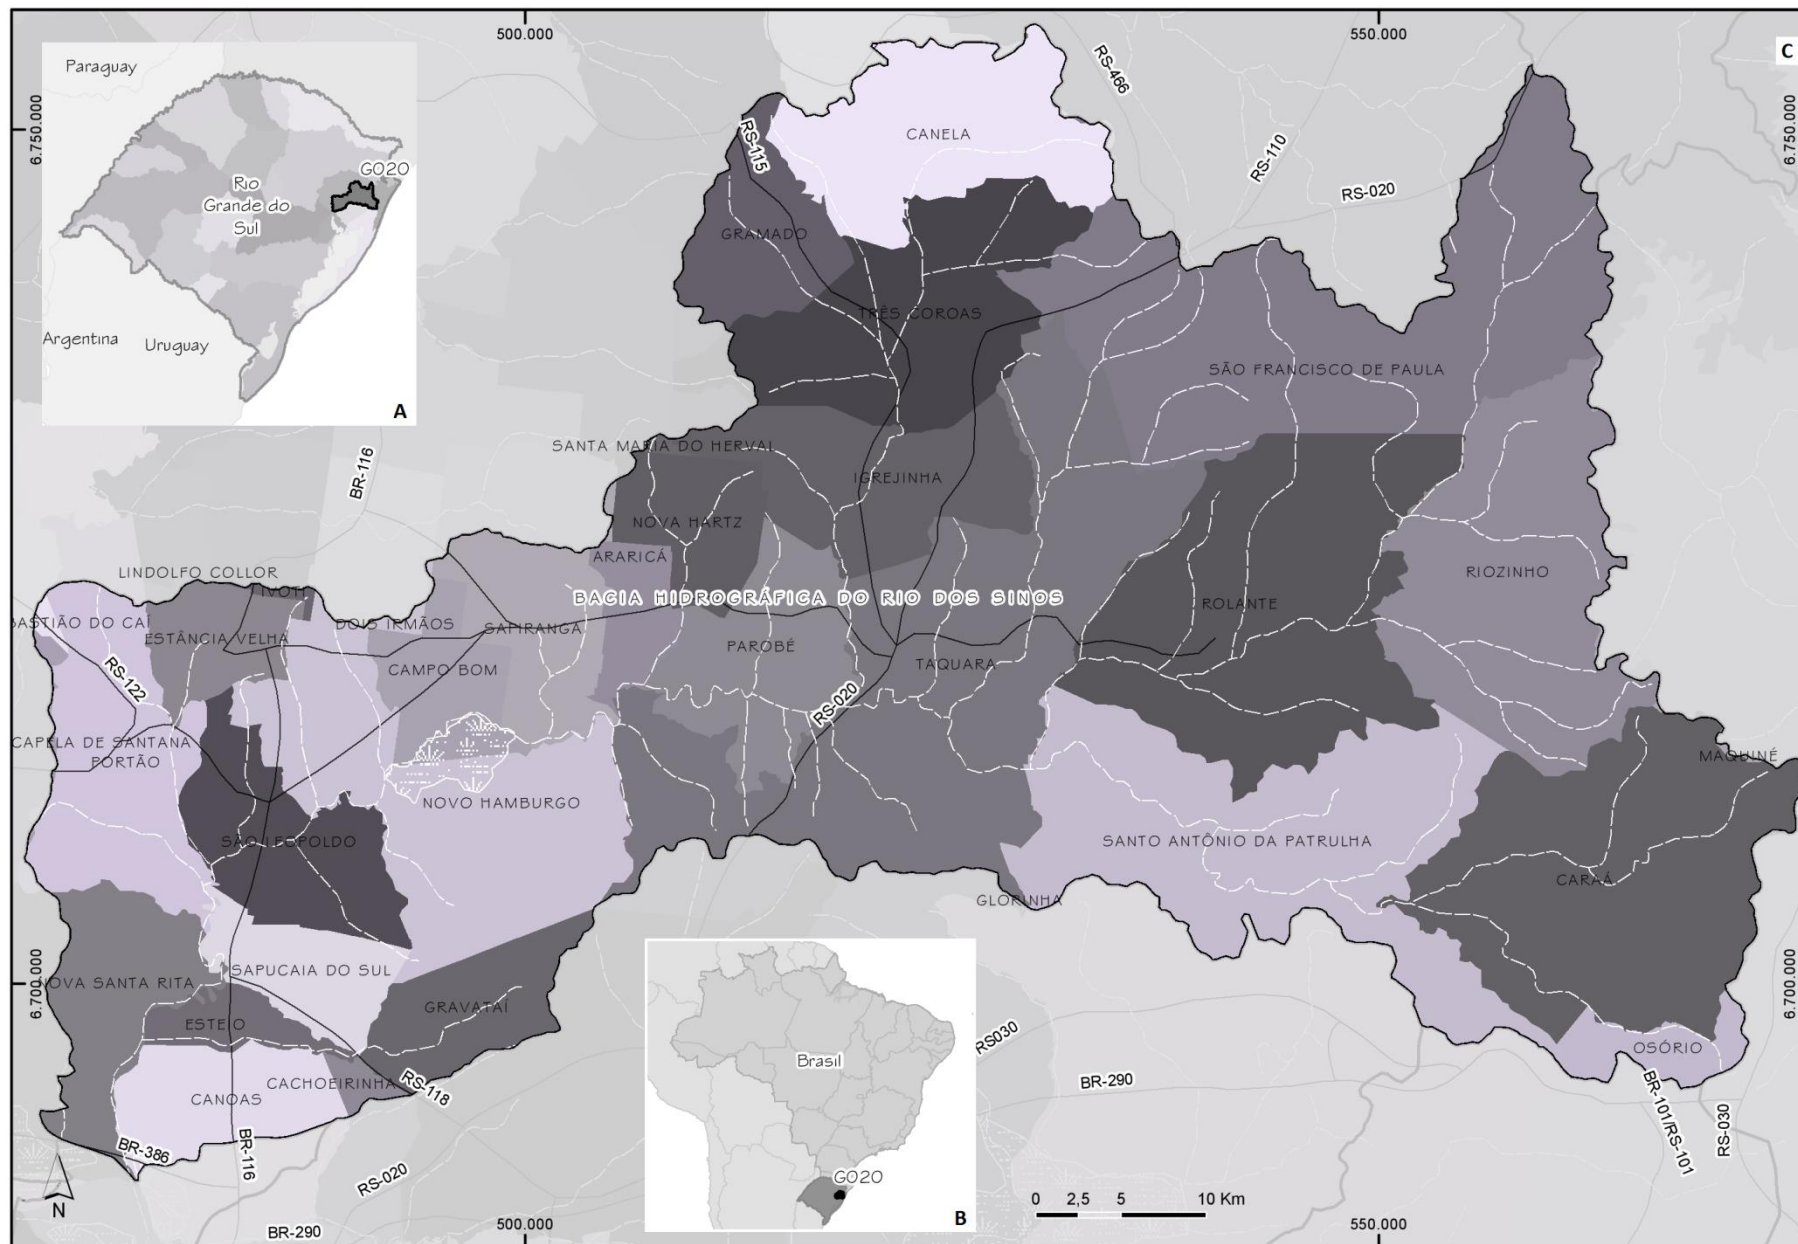 500.000
550.000
C
Paraguay
RS-466
6.750.000
6.750.000
RS-115
CANELA
RS-110
G020
RS-020
Rio
Grande do
Sul
GRAMADO
TRÊS COROAS
Argentina
Uruguay
SÃO FRANCISCO DE PAULA
A
SANTA MARIA DO HERVAL
BR-116
IGREJINHA
NOVA HARTZ
ARARICÁ
LINDOLFO COLLOR
RIOZINHO
IVOTI
BACIA HIDROGRÁFICA DO RIO DOS SINOS
ROLANTE
BASTIÃO DO CAÍ
ESTÂNCIA VELHA
DOIS IRMÃOS
SAPIRANGA
PAROBÉ
TAQUARA
CAMPO BOM
RS-122
RS-020
CAPELA DE SANTANA
PORTÃO
MAQUINÉ
NOVO HAMBURGO
SÃO LEOPOLDO
SANTO ANTÔNIO DA PATRULHA
CARAÁ
GLORINHA
SAPUCAIA DO SUL
NOVA SANTA RITA
6.700.000
6.700.000
GRAVATAÍ
ESTEIO
RS030
OSÓRIO
Brasil
CACHOEIRINHA
RS-118
BR-290
CANOAS
BR-101/RS-101
RS-030
BR-386
BR-116
RS-020
G020
N
0 2,5 5 10 Km
B
BR-290
500.000
550.000